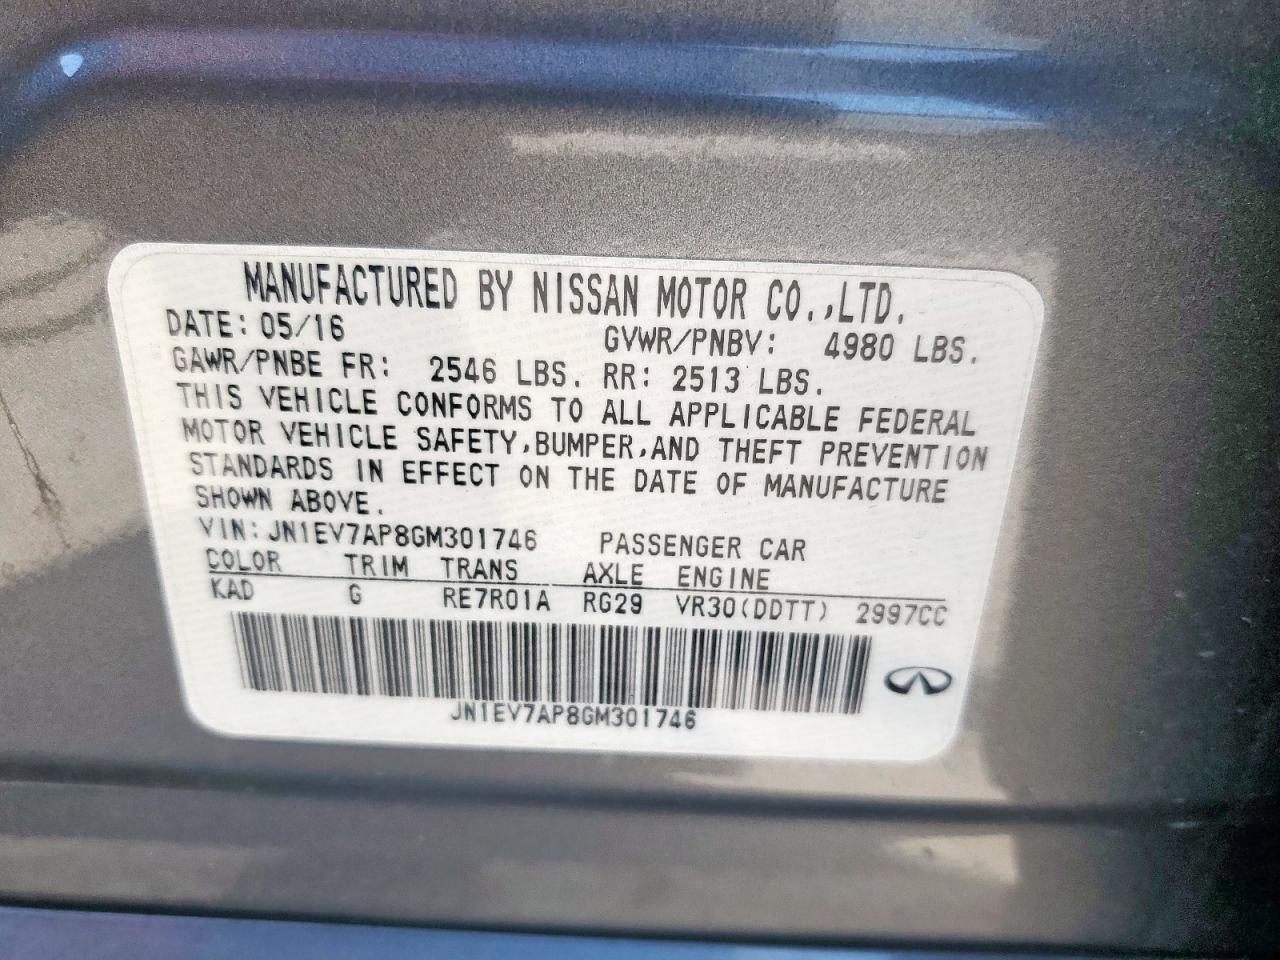 MANUFACTURED BY NISSAN MOTOR CO.,LTD.
DATE: 05/16 GVWR/PNBV: 4980 LBS.
GAWR/PNBE FR: 2546 LBS. RR: 2513 LBS.
THIS VEHICLE CONFORMS TO ALL APPLICABLE FEDERAL
MOTOR VEHICLE SAFETY,BUMPER,AND THEFT PREVENTION
STANDARDS IN EFFECT ON THE DATE OF MANUFACTURE
SHOWN ABOVE.
VIN: JN1EV7AP8GM301746 PASSENGER CAR
COLOR TRIM TRANS AXLE ENGINE
KAD G RE7R01A RG29 VR30(DDTT) 2997CC
JN1EV7AP8GM301746